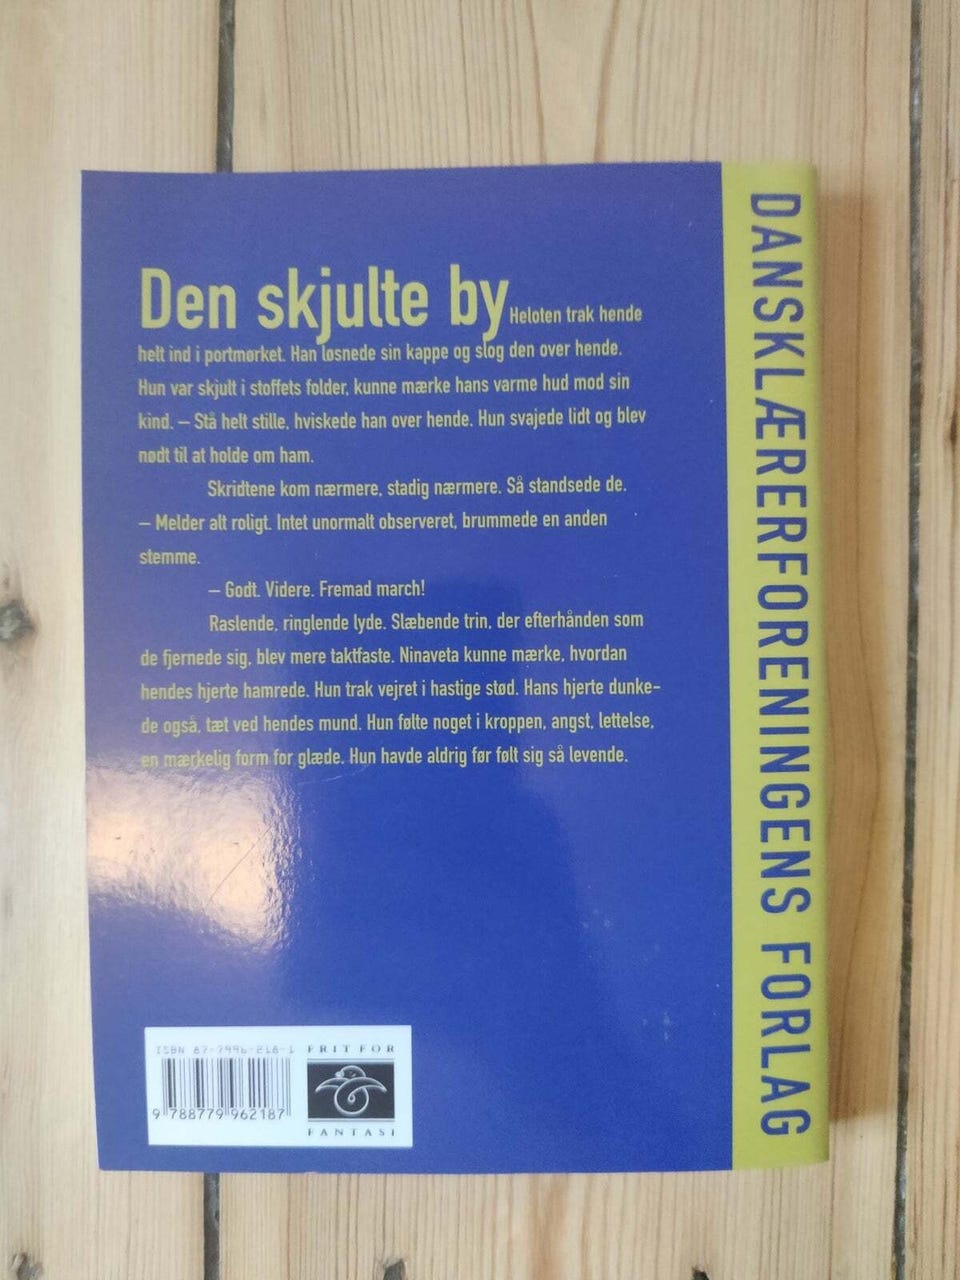 Den skjulte by Heloten trak hende
helt ind i portmørket. Han løsnede sin kappe og slog den over hende.
Hun var skjult i stoffets folder, kunne mærke hans varme hud mod sin
kind. – Stå helt stille, hviskede han over hende. Hun svajede lidt og blev
nødt til at holde om ham.
Skridtene kom nærmere, stadig nærmere. Så standsede de.
– Melder alt roligt. Intet unormalt observeret, brummede en anden
stemme.
– Godt. Videre. Fremad march!
Raslende, ringlende lyde. Slæbende trin, der efterhånden som
de fjernede sig, blev mere taktfaste. Ninaveta kunne mærke, hvordan
hendes hjerte hamrede. Hun trak vejret i hastige stød. Hans hjerte dunke-
de også, tæt ved hendes mund. Hun følte noget i kroppen, angst, lettelse,
en mærkelig form for glæde. Hun havde aldrig før følt sig så levende.
ISBN 87-7996-218-1
9 788779 962187
FRIT FOR
FANTASI
DANSKLÆRERFORENINGENS FORLAG